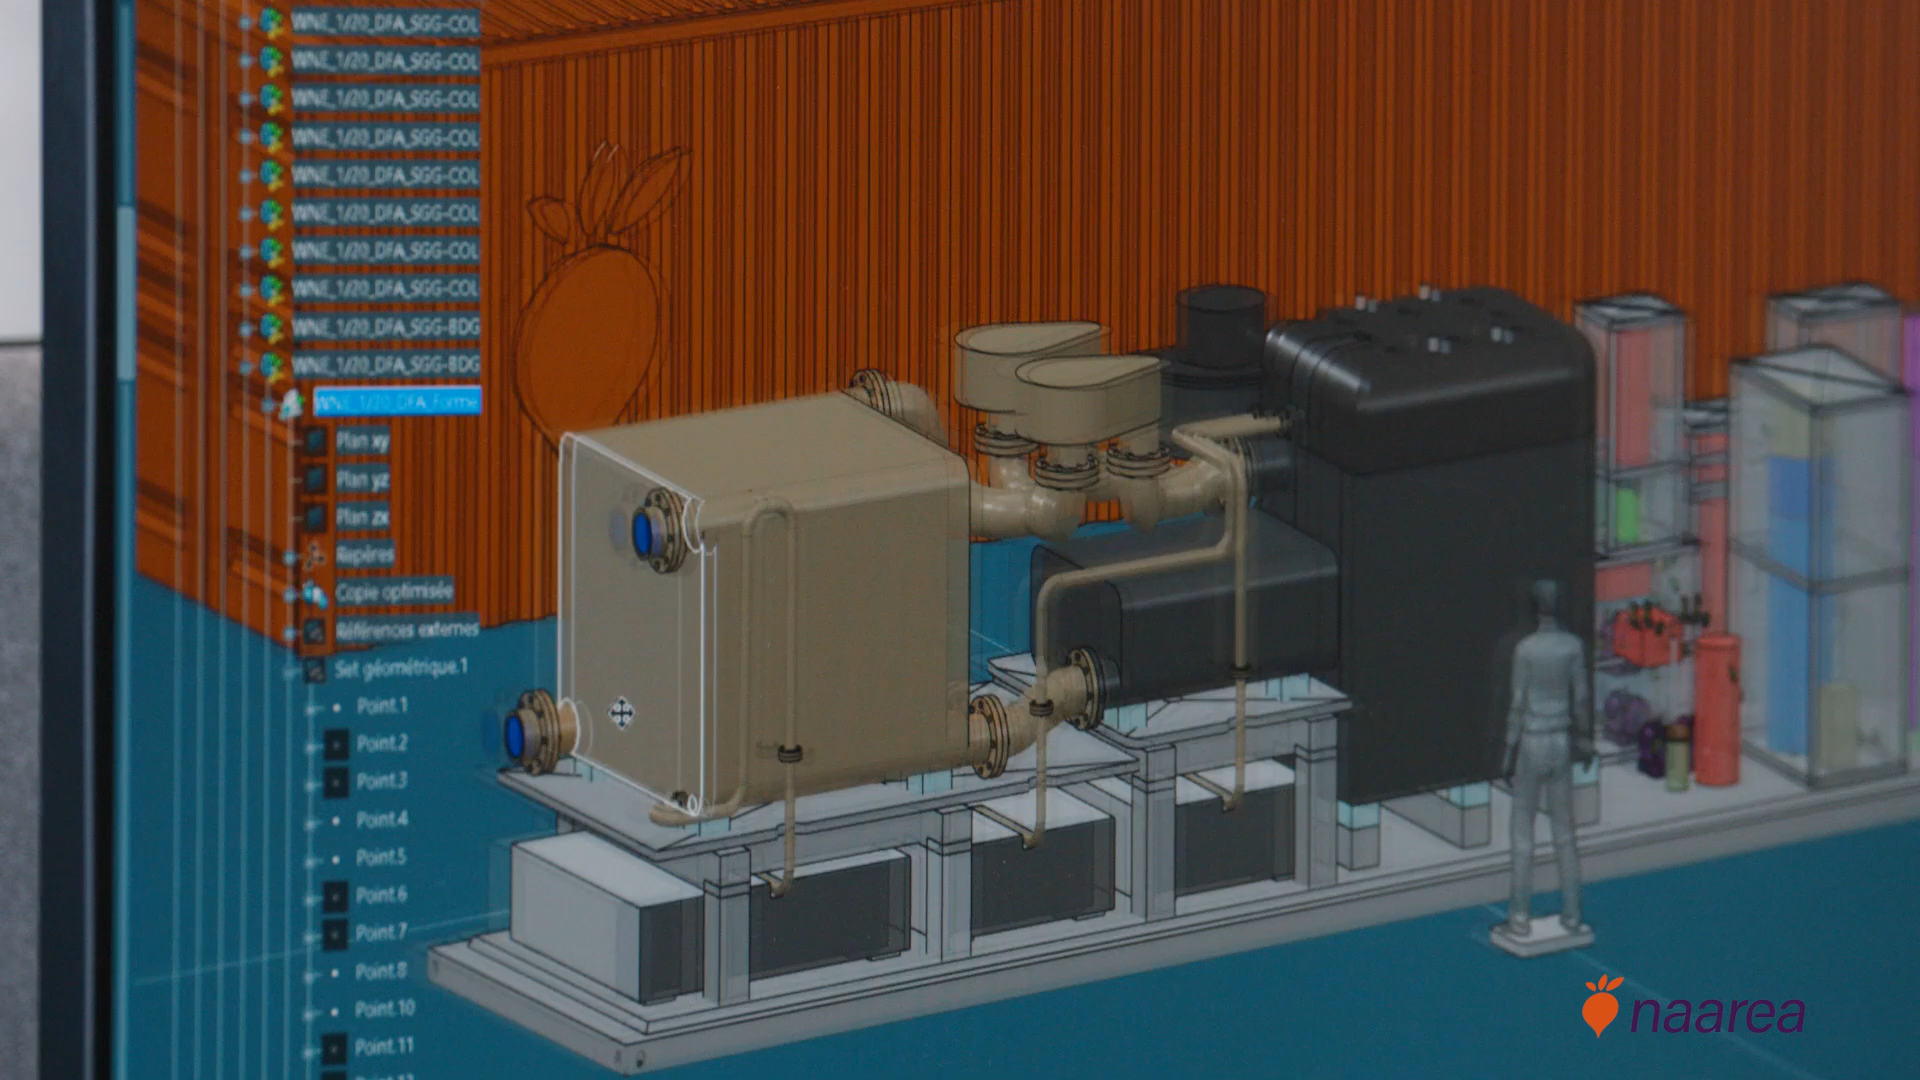 WNE_1/20_DFA_SGG-COL
WNE_1/20_DFA_SGG-COL
WNE_1/20_DFA_SGG-COL
WNE_1/20_DFA_SGG-COL
WNE_1/20_DFA_SGG-COL
WNE_1/20_DFA_SGG-COL
WNE_1/20_DFA_SGG-COL
WNE_1/20_DFA_SGG-COL
WNE_1/20_DFA_SGG-BDG
WNE_1/20_DFA_SGG-BDG
WNE_1/20_DFA_Forme
Plan xy
Plan yz
Plan zx
Repères
Copie optimisée
Références externes
Set géométrique.1
Point.1
Point.2
Point.3
Point.4
Point.5
Point.6
Point.7
Point.8
Point.10
Point.11
naarea